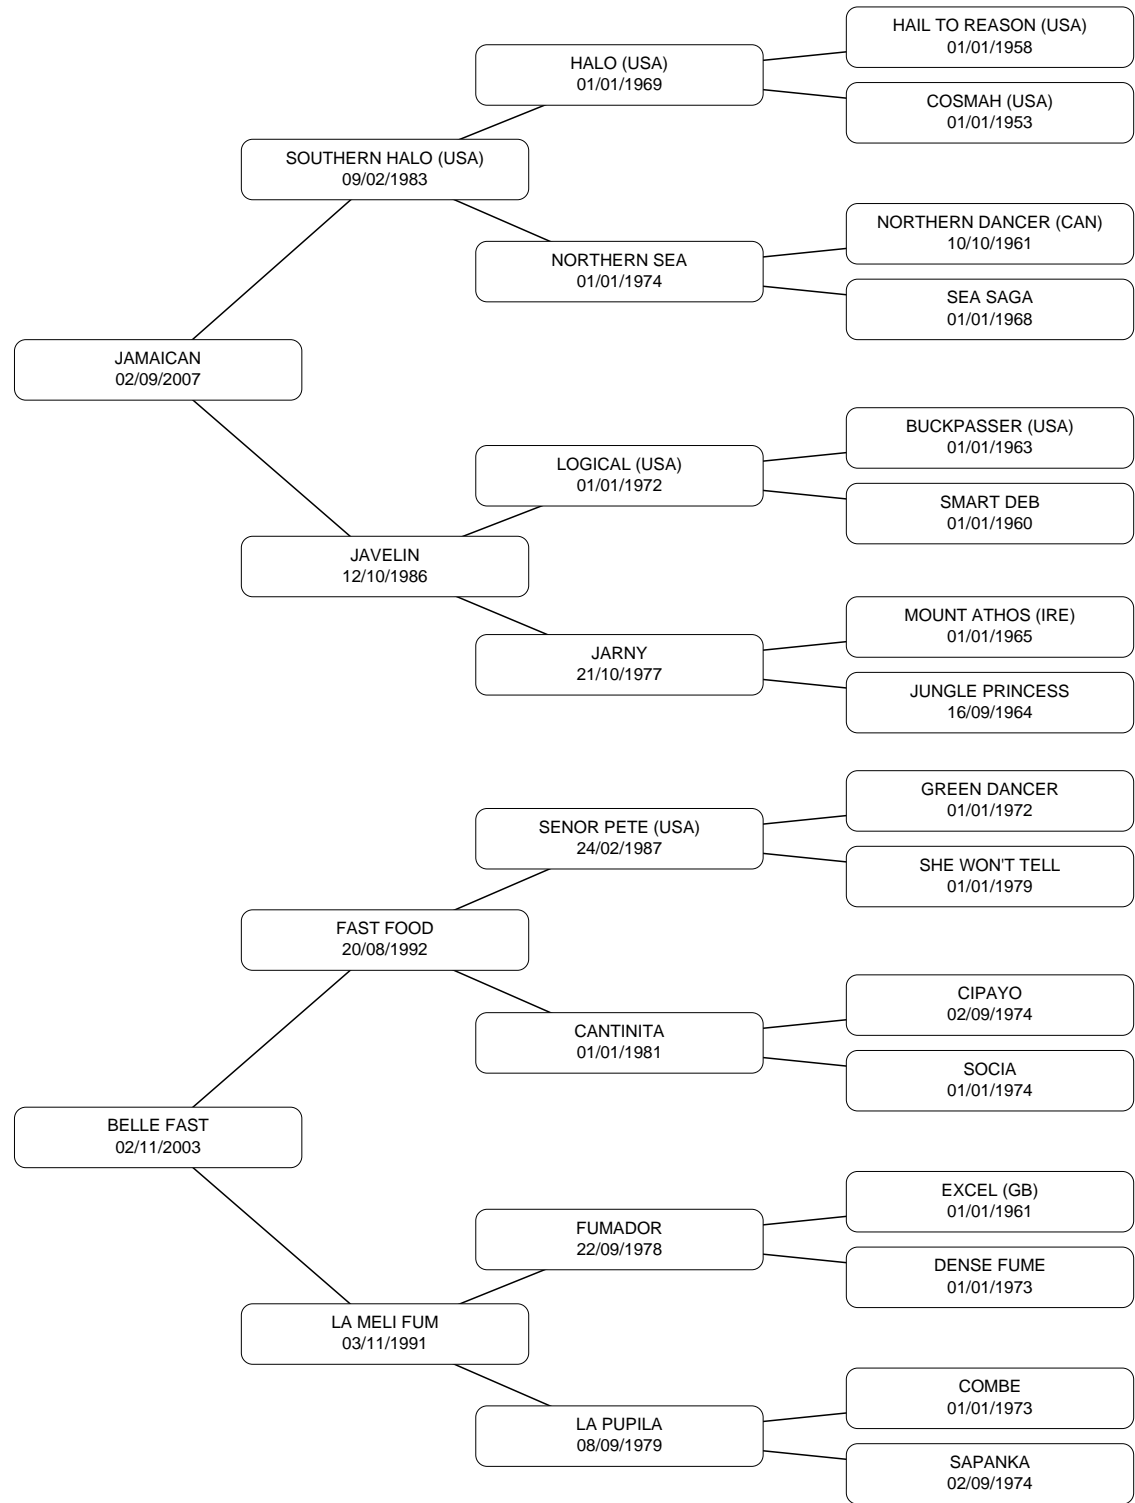 HAIL TO REASON (USA)
01/01/1958
HALO (USA)
01/01/1969
COSMAH (USA)
01/01/1953
SOUTHERN HALO (USA)
09/02/1983
NORTHERN DANCER (CAN)
10/10/1961
NORTHERN SEA
01/01/1974
SEA SAGA
01/01/1968
JAMAICAN
02/09/2007
BUCKPASSER (USA)
01/01/1963
LOGICAL (USA)
01/01/1972
SMART DEB
01/01/1960
JAVELIN
12/10/1986
MOUNT ATHOS (IRE)
01/01/1965
JARNY
21/10/1977
JUNGLE PRINCESS
16/09/1964
GREEN DANCER
01/01/1972
SENOR PETE (USA)
24/02/1987
SHE WON'T TELL
01/01/1979
FAST FOOD
20/08/1992
CIPAYO
02/09/1974
CANTINITA
01/01/1981
SOCIA
01/01/1974
BELLE FAST
02/11/2003
EXCEL (GB)
01/01/1961
FUMADOR
22/09/1978
DENSE FUME
01/01/1973
LA MELI FUM
03/11/1991
COMBE
01/01/1973
LA PUPILA
08/09/1979
SAPANKA
02/09/1974